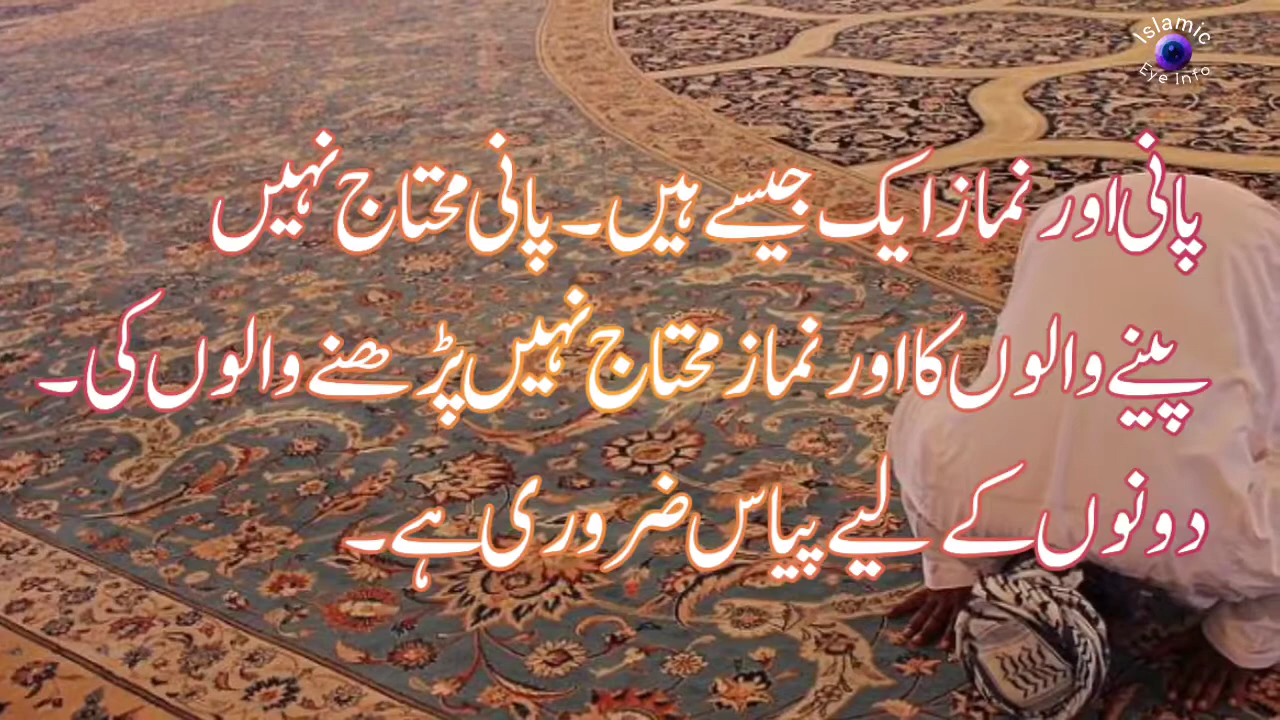 Islamic
Eye Info
پانی اور نماز ایک جیسے ہیں۔ پانی محتاج نہیں
پینے والوں کا اور نماز محتاج نہیں پڑھنے والوں کی۔
دونوں کے لیے پیاس ضروری ہے۔